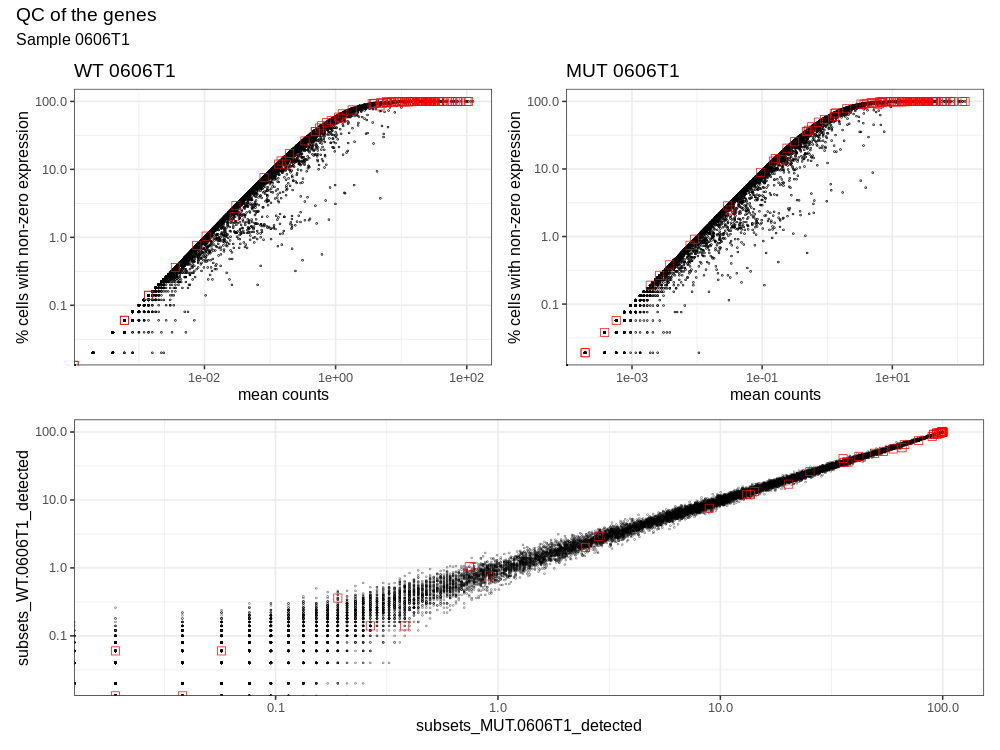 QC of the genes
Sample 0606T1
WT 0606T1
% cells with non-zero expression
100.0
10.0
1.0
0.1
1e-02
1e+00
1e+02
mean counts
MUT 0606T1
% cells with non-zero expression
100.0
10.0
1.0
0.1
1e-03
1e-01
1e+01
mean counts
subsets_WT.0606T1_detected
100.0
10.0
1.0
0.1
0.1
1.0
10.0
100.0
subsets_MUT.0606T1_detected